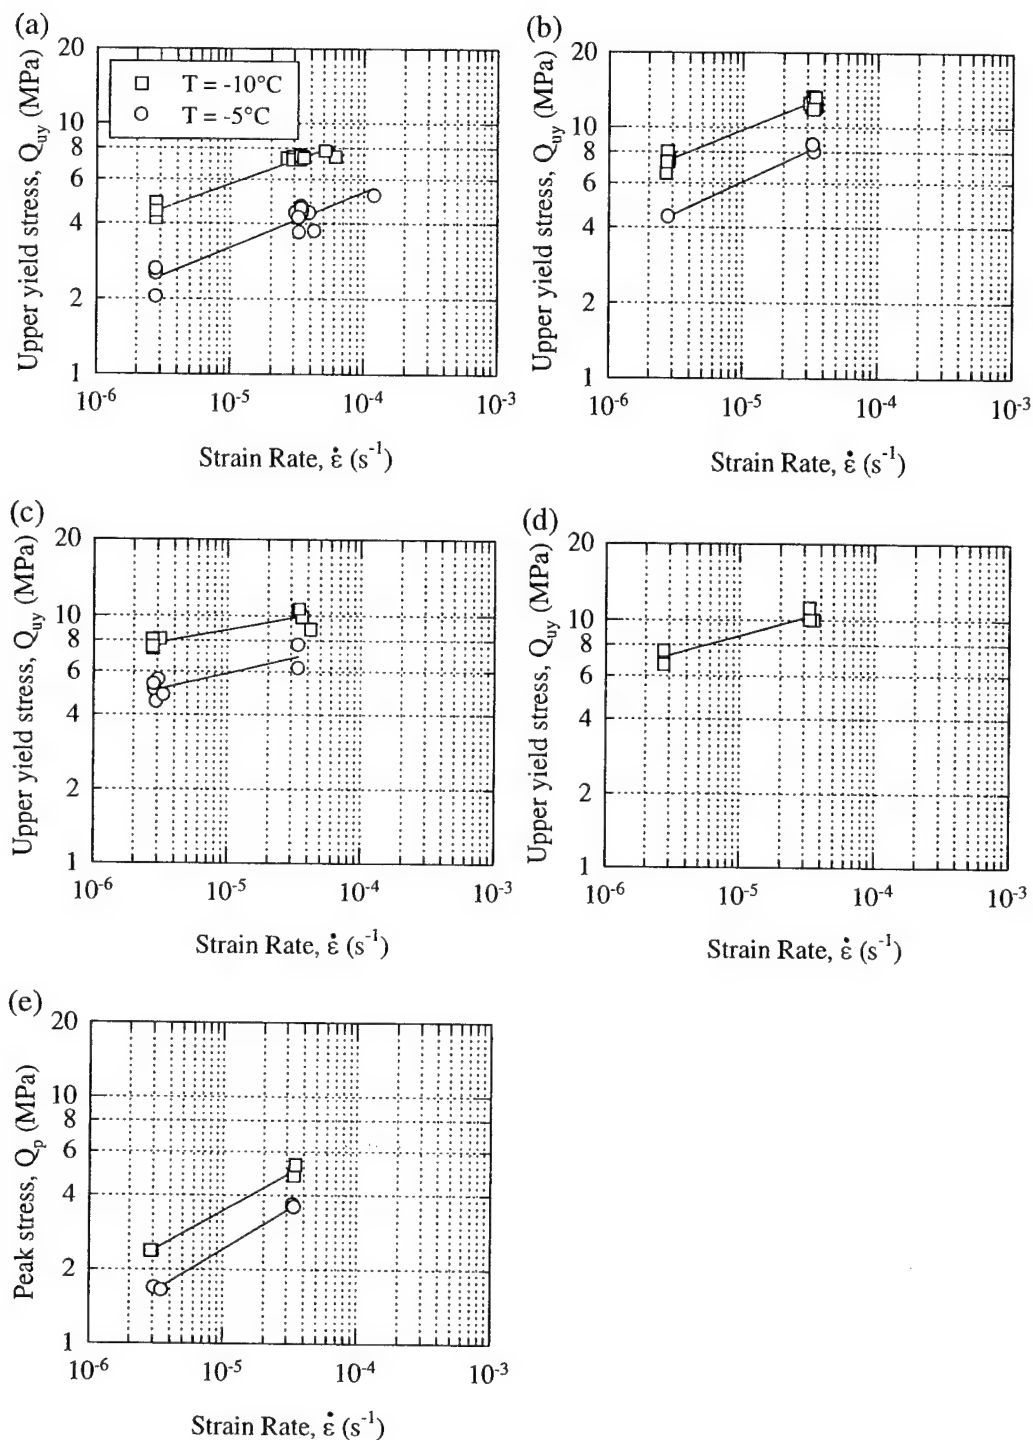 (a)
Upper yield stress, Q_uy (MPa)
20
10
8
6
4
2
1
□ T = -10°C
○ T = -5°C
10^-6 10^-5 10^-4 10^-3
Strain Rate, ε̇ (s^-1)
(b)
Upper yield stress, Q_uy (MPa)
20
10
8
6
4
2
1
10^-6 10^-5 10^-4 10^-3
Strain Rate, ε̇ (s^-1)
(c)
Upper yield stress, Q_uy (MPa)
20
10
8
6
4
2
1
10^-6 10^-5 10^-4 10^-3
Strain Rate, ε̇ (s^-1)
(d)
Upper yield stress, Q_uy (MPa)
20
10
8
6
4
2
1
10^-6 10^-5 10^-4 10^-3
Strain Rate, ε̇ (s^-1)
(e)
Peak stress, Q_p (MPa)
20
10
8
6
4
2
1
10^-6 10^-5 10^-4 10^-3
Strain Rate, ε̇ (s^-1)